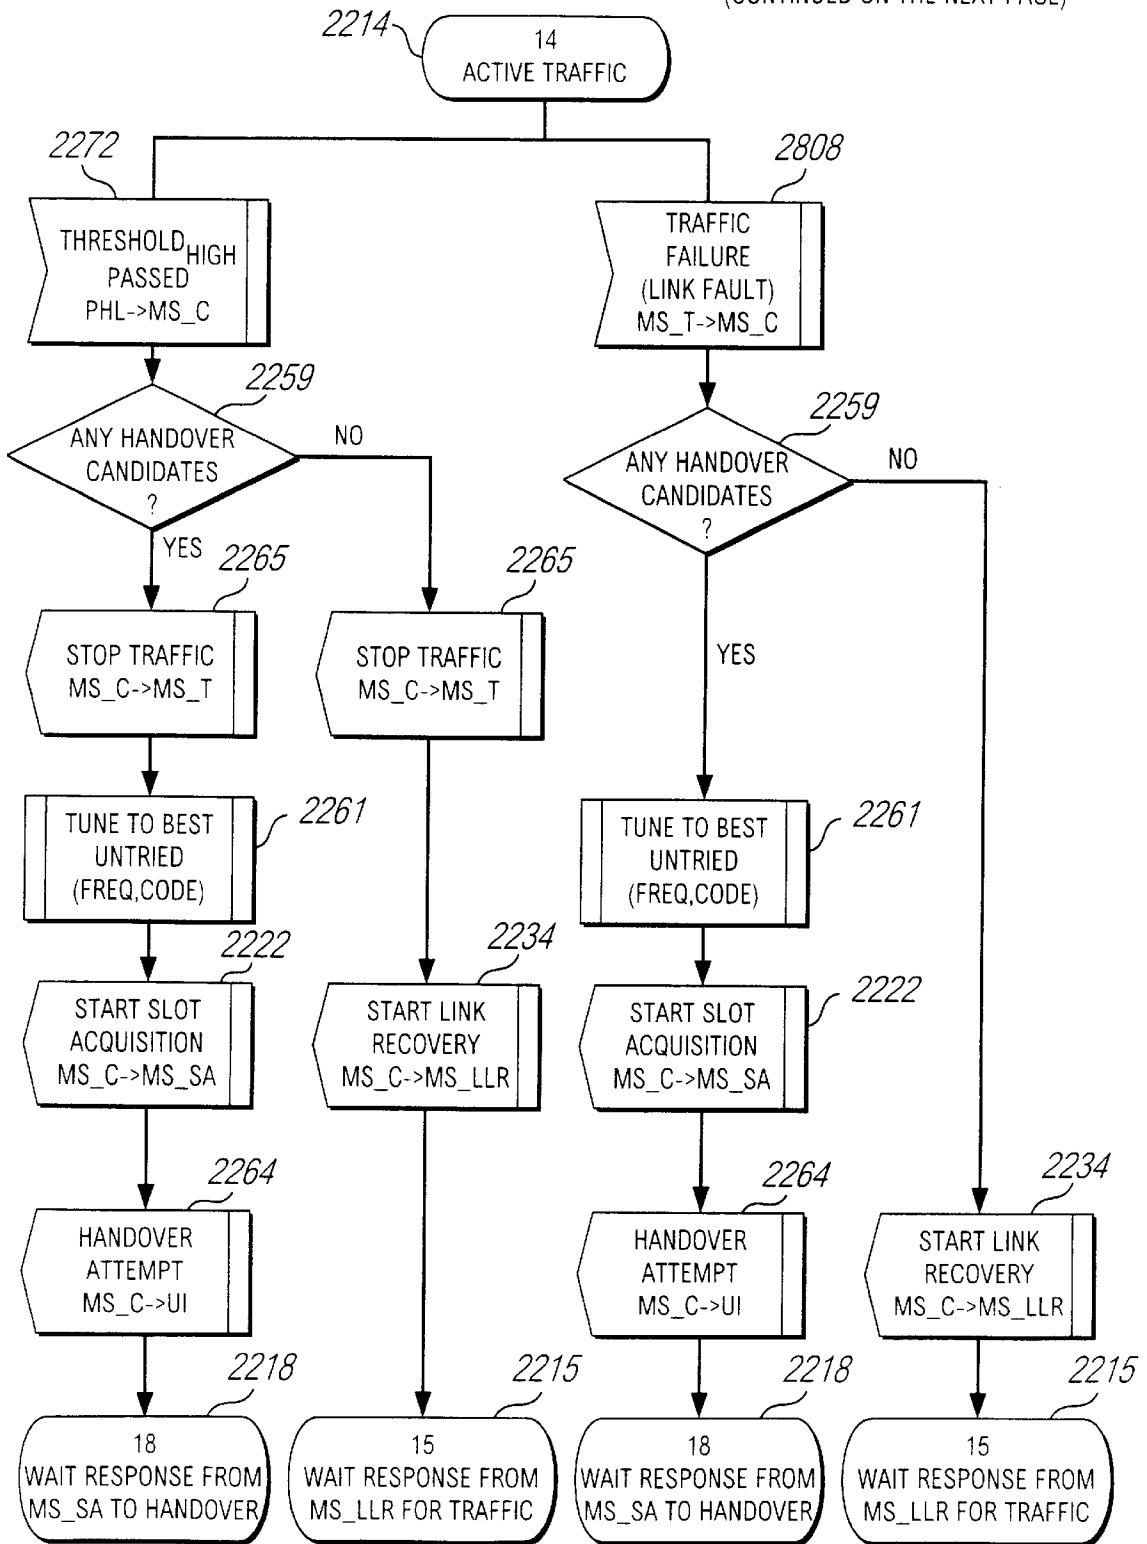 (CONTINUED ON THE NEXT PAGE)
2214
14
ACTIVE TRAFFIC
2272
THRESHOLD HIGH
PASSED
PHL->MS_C
2808
TRAFFIC
FAILURE
(LINK FAULT)
MS_T->MS_C
2259
ANY HANDOVER
CANDIDATES
?
NO
YES
2259
ANY HANDOVER
CANDIDATES
?
NO
YES
2265
STOP TRAFFIC
MS_C->MS_T
2265
STOP TRAFFIC
MS_C->MS_T
2261
TUNE TO BEST
UNTRIED
(FREQ,CODE)
2261
TUNE TO BEST
UNTRIED
(FREQ,CODE)
2222
START SLOT
ACQUISITION
MS_C->MS_SA
2234
START LINK
RECOVERY
MS_C->MS_LLR
2222
START SLOT
ACQUISITION
MS_C->MS_SA
2264
HANDOVER
ATTEMPT
MS_C->UI
2264
HANDOVER
ATTEMPT
MS_C->UI
2234
START LINK
RECOVERY
MS_C->MS_LLR
2218
18
WAIT RESPONSE FROM
MS_SA TO HANDOVER
2215
15
WAIT RESPONSE FROM
MS_LLR FOR TRAFFIC
2218
18
WAIT RESPONSE FROM
MS_SA TO HANDOVER
2215
15
WAIT RESPONSE FROM
MS_LLR FOR TRAFFIC